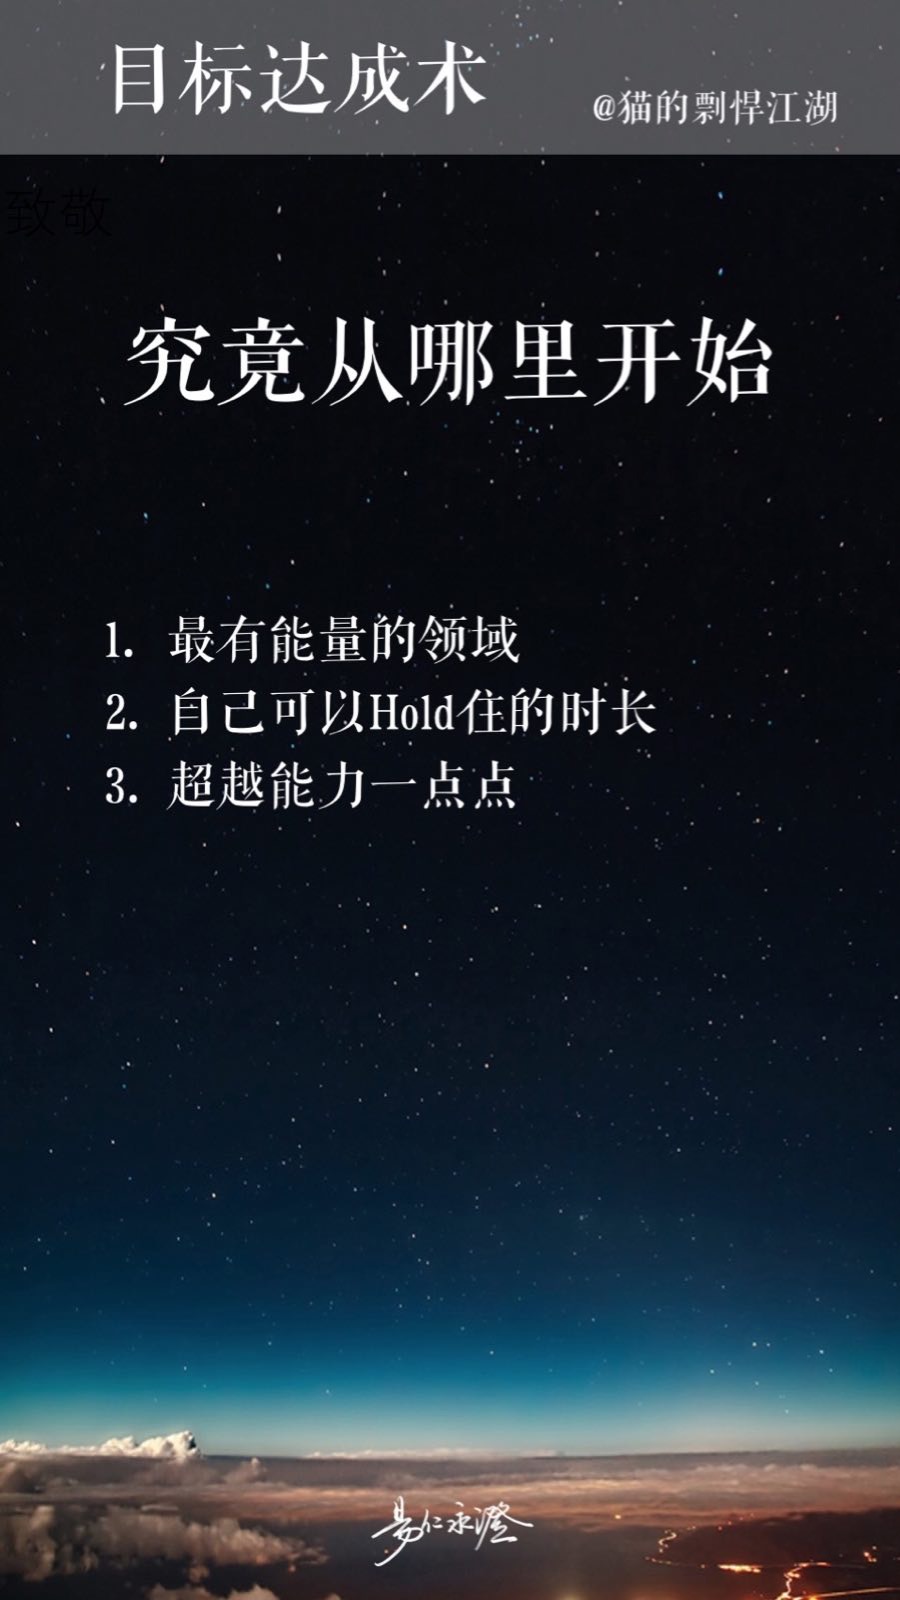 目标达成术
@猫的剽悍江湖
致敬
究竟从哪里开始
1. 最有能量的领域
2. 自己可以Hold住的时长
3. 超越能力一点点
易仁永澄